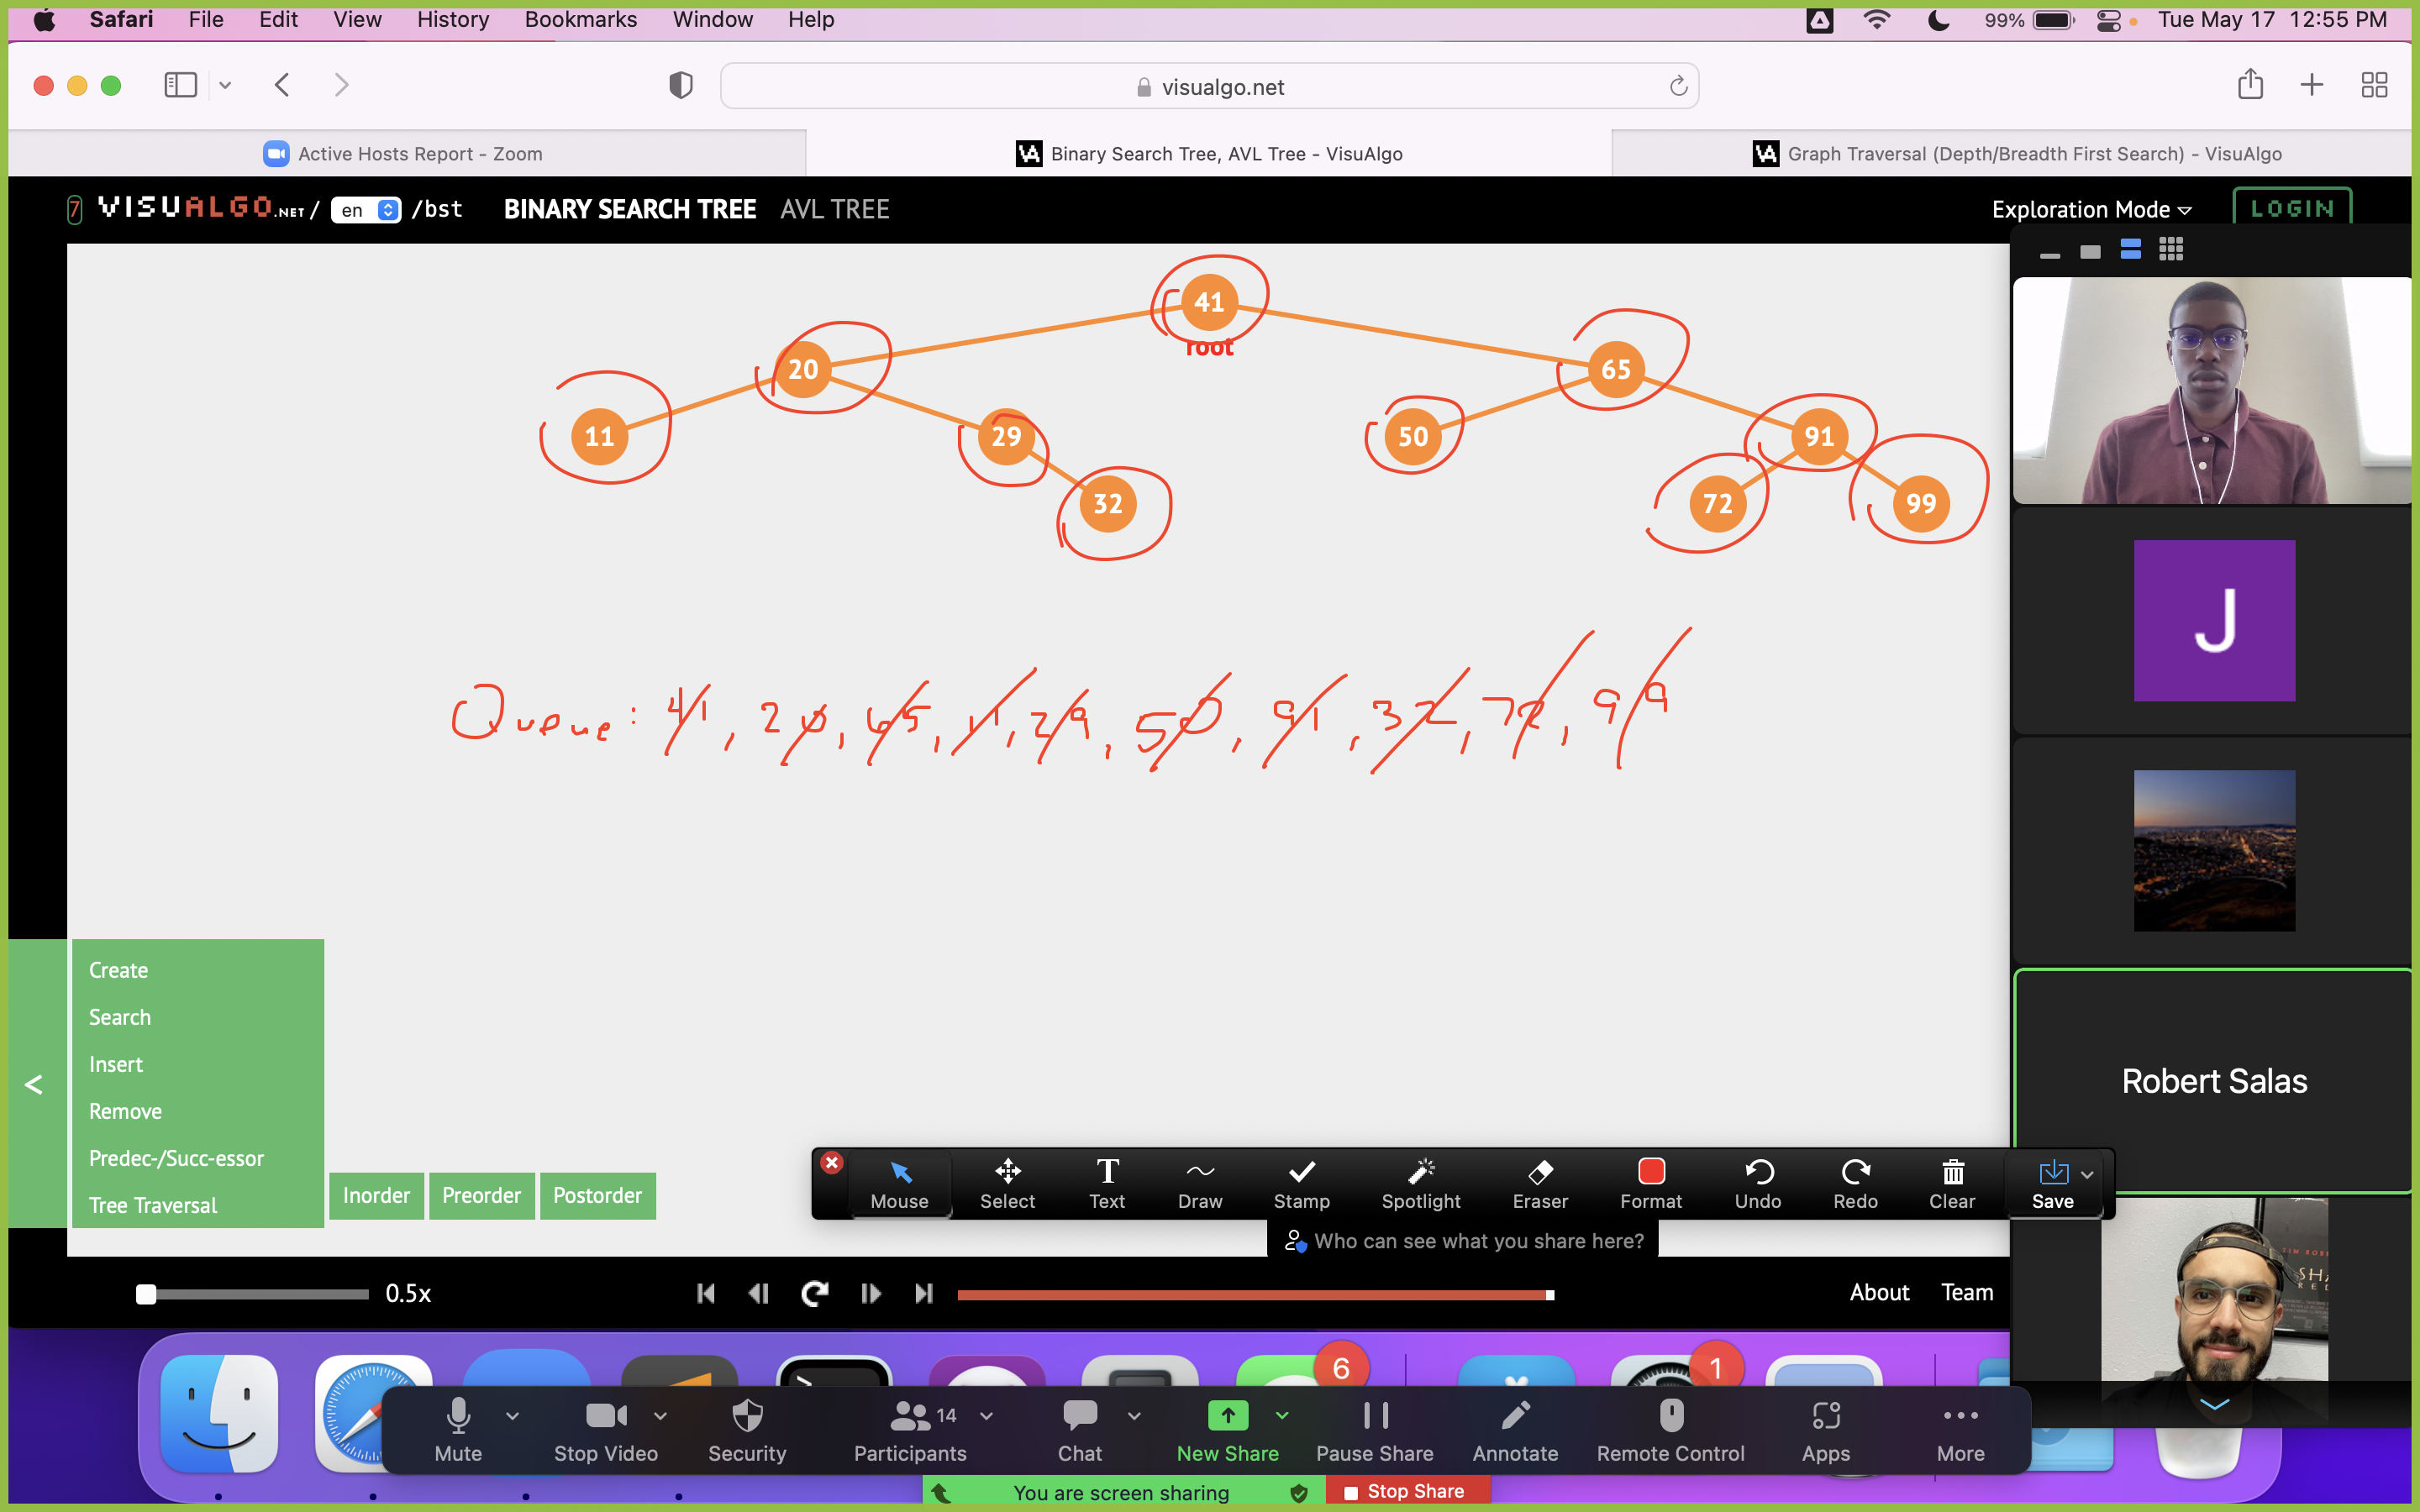 Safari File Edit View History Bookmarks Window Help 99% Tue May 17 12:55 PM
visualgo.net
Active Hosts Report - Zoom Binary Search Tree, AVL Tree - VisuAlgo Graph Traversal (Depth/Breadth First Search) - VisuAlgo
7 VISUALGO.NET / en /bst BINARY SEARCH TREE AVL TREE Exploration Mode LOGIN
41
root
20 65
11 29 50 91
32 72 99
J
Queue: 41, 20, 65, 11, 29, 50, 91, 32, 72, 99
Robert Salas
Create
Search
Insert
Remove
Predec-/Succ-essor
Tree Traversal Inorder Preorder Postorder
Mouse Select Text Draw Stamp Spotlight Eraser Format Undo Redo Clear Save
Who can see what you share here?
0.5x About Team
6 1
14
Mute Stop Video Security Participants Chat New Share Pause Share Annotate Remote Control Apps More
You are screen sharing Stop Share